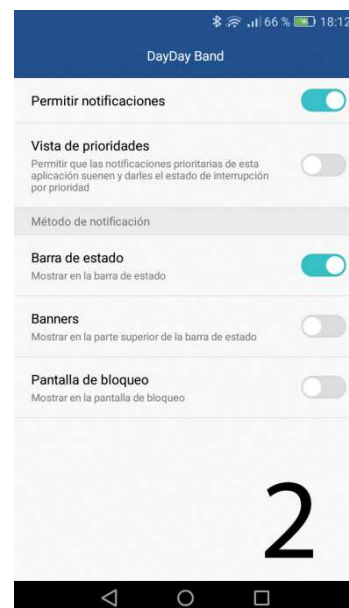 66 % 18:12
DayDay Band
Permitir notificaciones
Vista de prioridades
Permitir que las notificaciones prioritarias de esta
aplicación suenen y darles el estado de interrupción
por prioridad
Método de notificación
Barra de estado
Mostrar en la barra de estado
Banners
Mostrar en la parte superior de la barra de estado
Pantalla de bloqueo
Mostrar en la pantalla de bloqueo
2